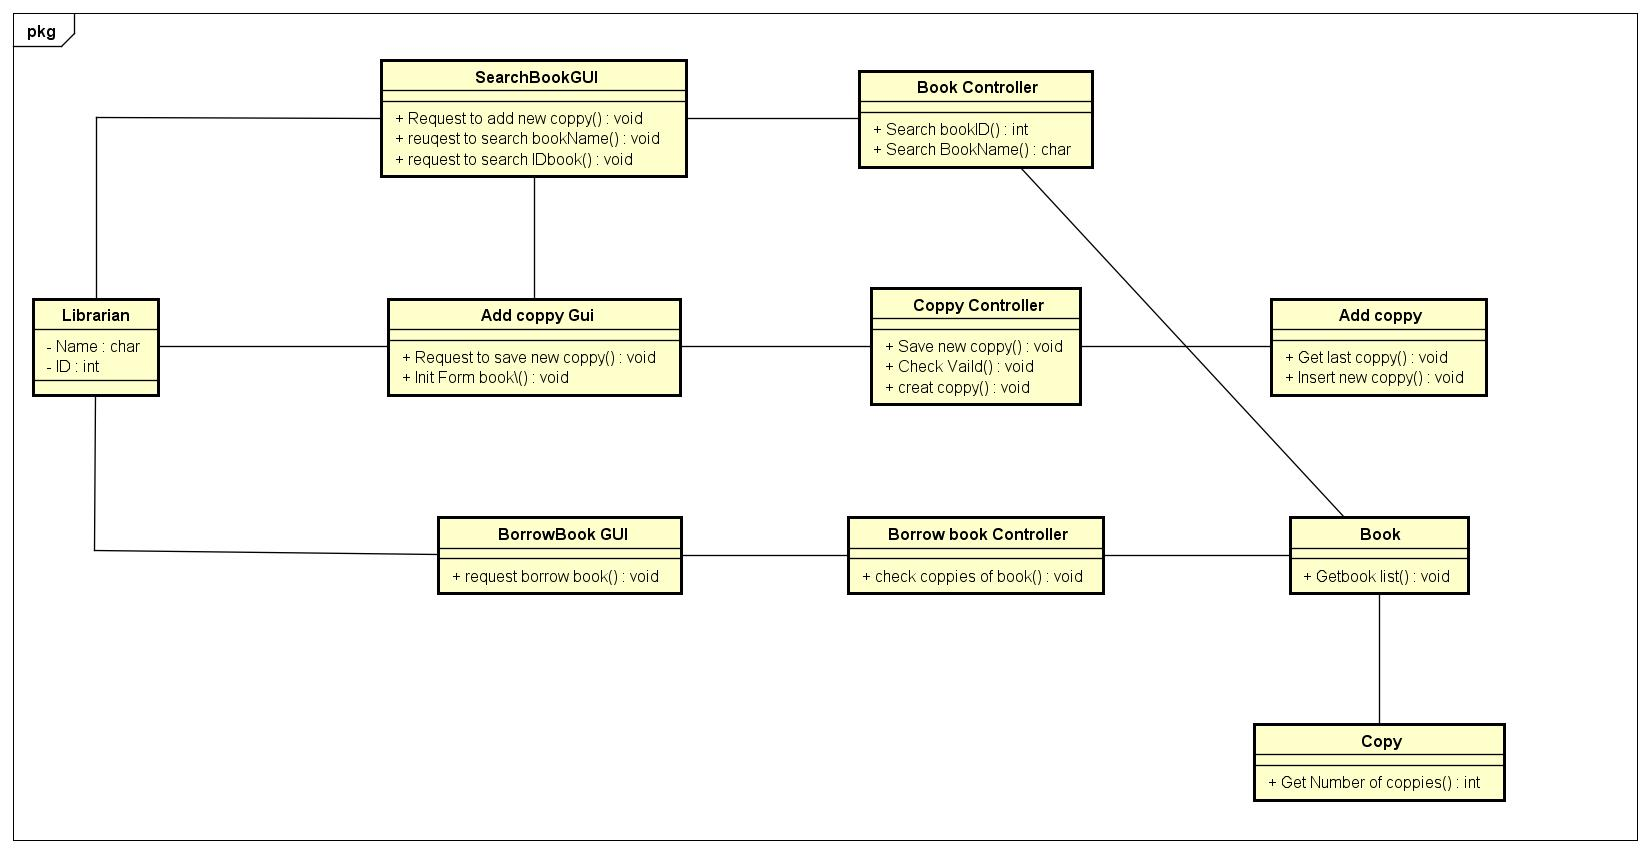 pkg
SearchBookGUI
+ Request to add new coppy() : void
+ reuqest to search bookName() : void
+ request to search IDbook() : void
Book Controller
+ Search bookID() : int
+ Search BookName() : char
Librarian
- Name : char
- ID : int
Add coppy Gui
+ Request to save new coppy() : void
+ Init Form book\() : void
Coppy Controller
+ Save new coppy() : void
+ Check Vaild() : void
+ creat coppy() : void
Add coppy
+ Get last coppy() : void
+ Insert new coppy() : void
BorrowBook GUI
+ request borrow book() : void
Borrow book Controller
+ check coppies of book() : void
Book
+ Getbook list() : void
Copy
+ Get Number of coppies() : int